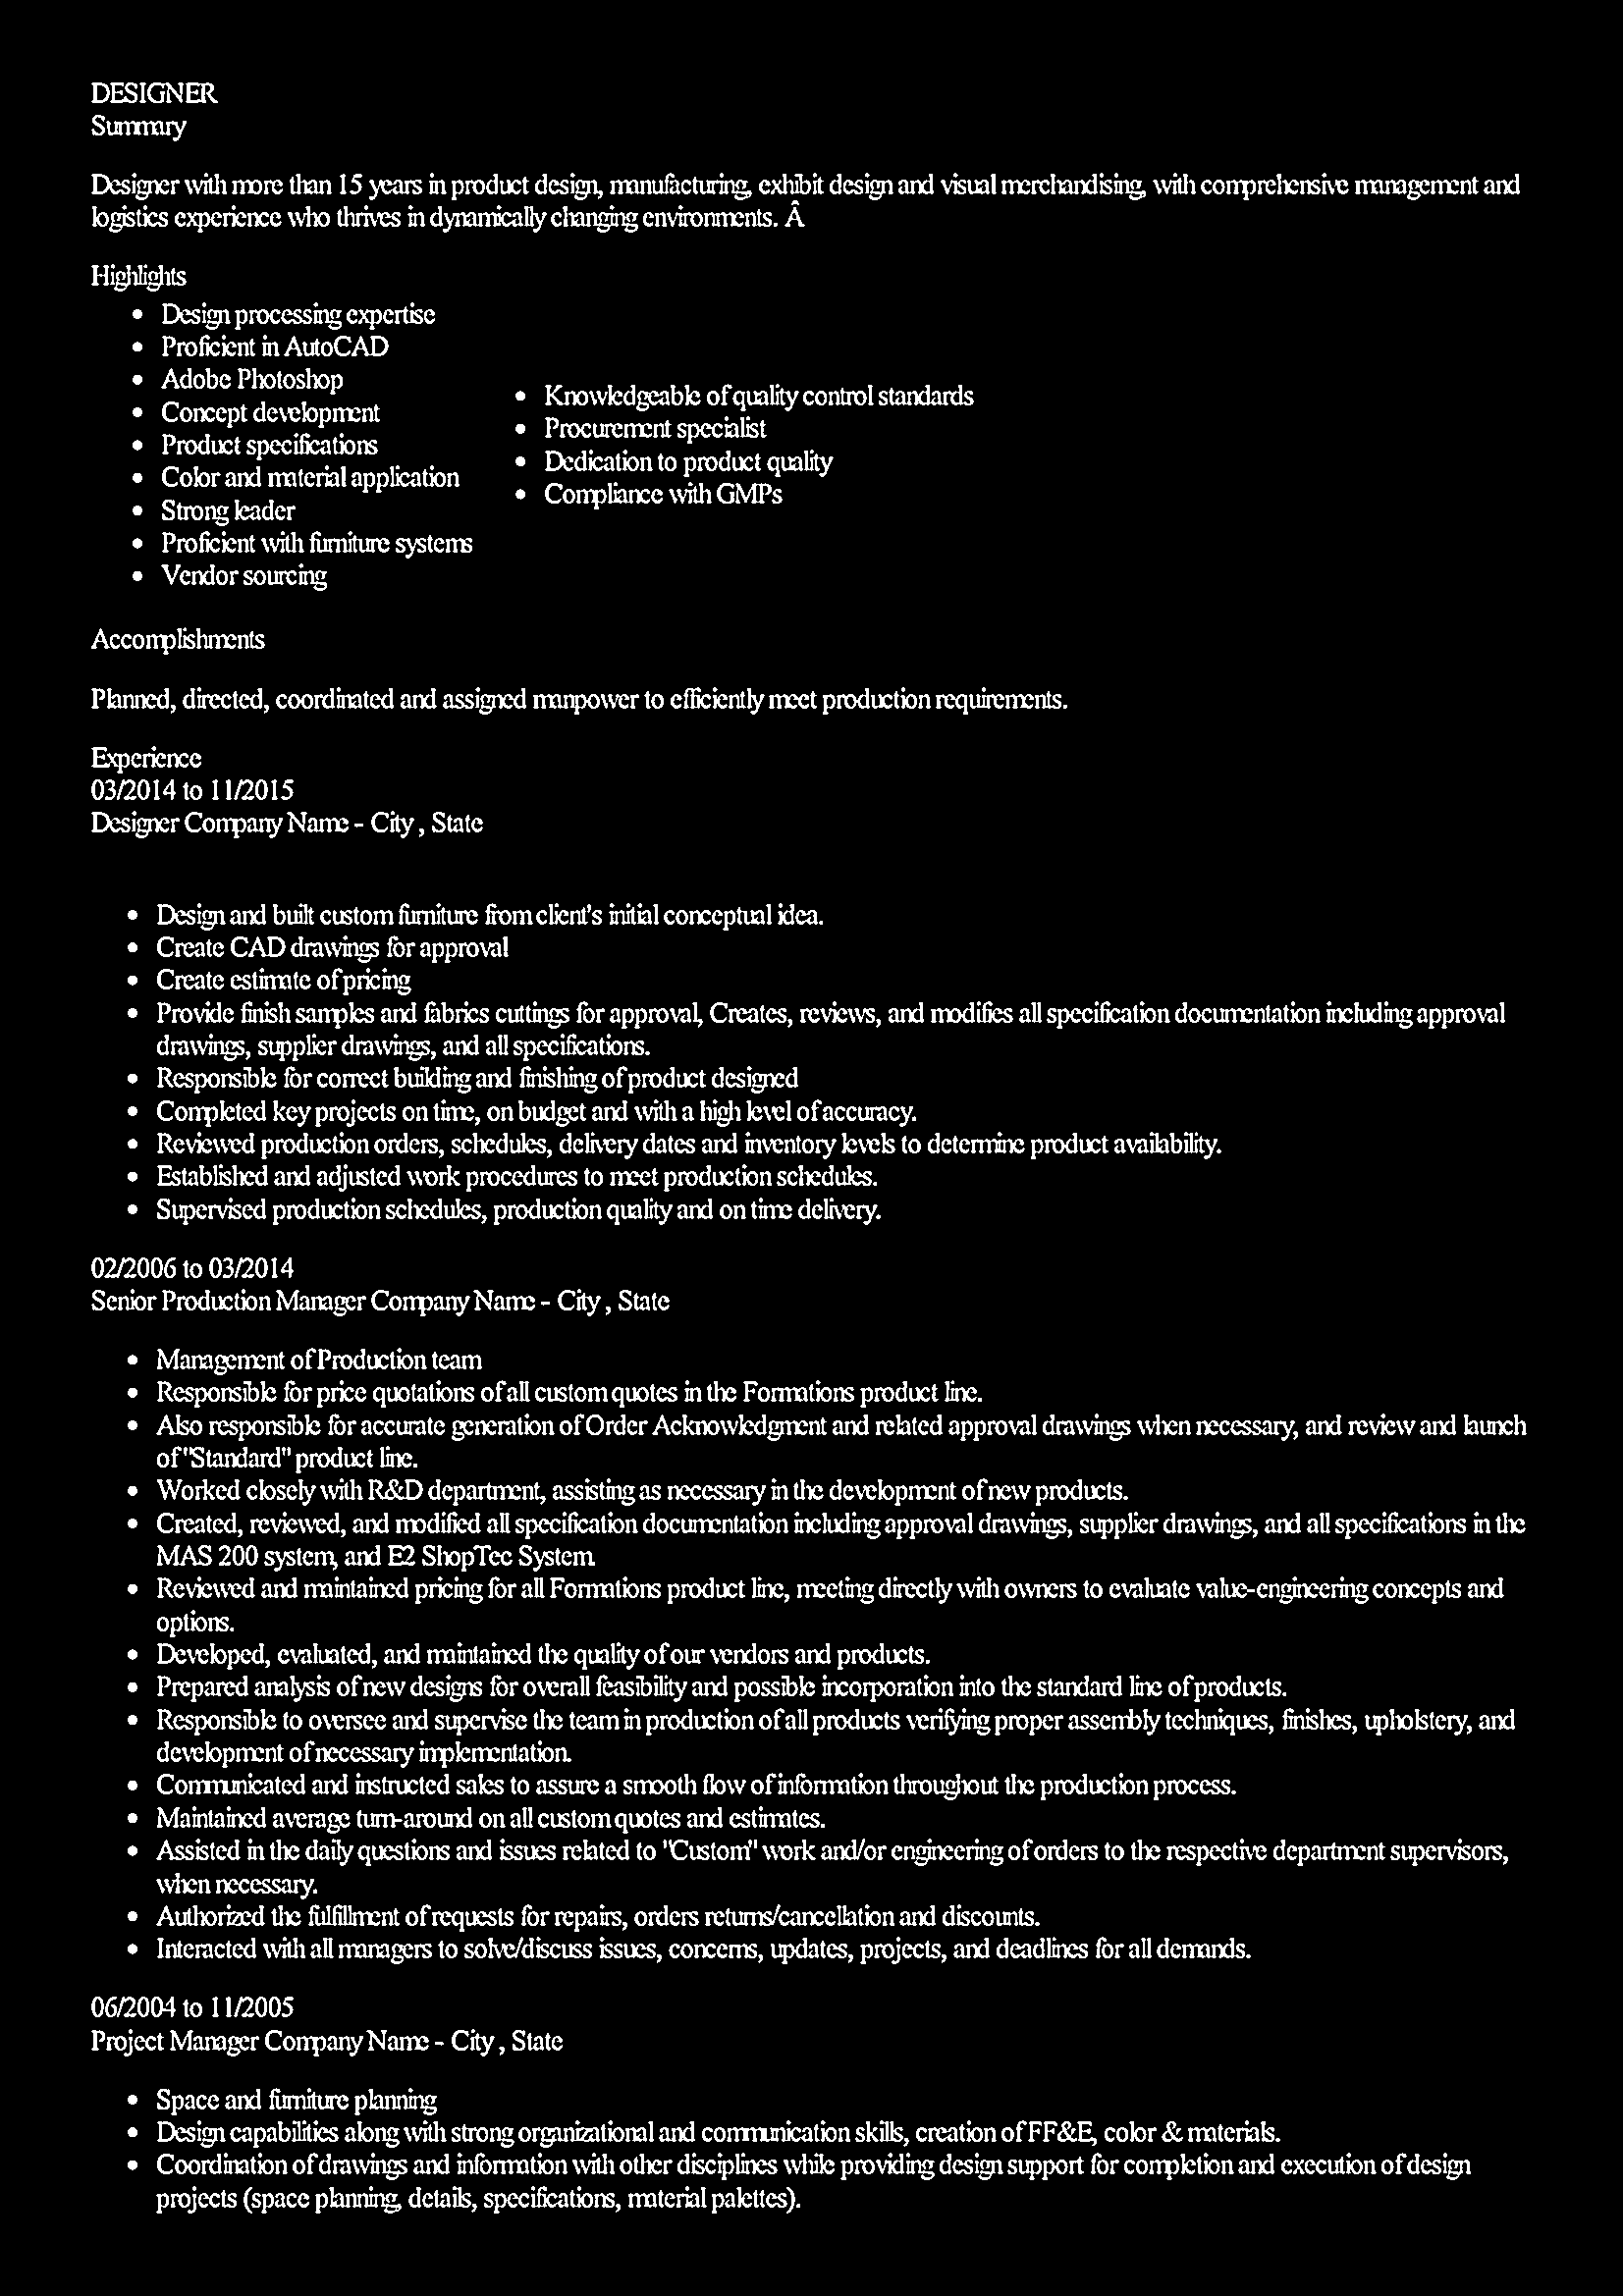 DESIGNER
Summary
Designer with more than 15 years in product design, manufacturing, exhibit design and visual merchandising, with comprehensive management and
logistics experience who thrives in dynamically changing environments. Â
Highlights
• Design processing expertise
• Proficient in AutoCAD
• Adobe Photoshop
• Concept development
• Product specifications
• Color and material application
• Strong leader
• Proficient with furniture systems
• Vendor sourcing
• Knowledgeable of quality control standards
• Procurement specialist
• Dedication to product quality
• Compliance with GMPs
Accomplishments
Planned, directed, coordinated and assigned manpower to efficiently meet production requirements.
Experience
03/2014 to 11/2015
Designer Company Name - City , State
• Design and built custom furniture from client's initial conceptual idea.
• Create CAD drawings for approval
• Create estimate of pricing
• Provide finish samples and fabrics cuttings for approval, Creates, reviews, and modifies all specification documentation including approval
drawings, supplier drawings, and all specifications.
• Responsible for correct building and finishing of product designed
• Completed key projects on time, on budget and with a high level of accuracy.
• Reviewed production orders, schedules, delivery dates and inventory levels to determine product availability.
• Established and adjusted work procedures to meet production schedules.
• Supervised production schedules, production quality and on time delivery.
02/2006 to 03/2014
Senior Production Manager Company Name - City , State
• Management of Production team
• Responsible for price quotations of all custom quotes in the Formations product line.
• Also responsible for accurate generation of Order Acknowledgment and related approval drawings when necessary, and review and launch
of "Standard" product line.
• Worked closely with R&D department, assisting as necessary in the development of new products.
• Created, reviewed, and modified all specification documentation including approval drawings, supplier drawings, and all specifications in the
MAS 200 system, and E2 ShopTec System.
• Reviewed and maintained pricing for all Formations product line, meeting directly with owners to evaluate value-engineering concepts and
options.
• Developed, evaluated, and maintained the quality of our vendors and products.
• Prepared analysis of new designs for overall feasibility and possible incorporation into the standard line of products.
• Responsible to oversee and supervise the team in production of all products verifying proper assembly techniques, finishes, upholstery, and
development of necessary implementation.
• Communicated and instructed sales to assure a smooth flow of information throughout the production process.
• Maintained average turn-around on all custom quotes and estimates.
• Assisted in the daily questions and issues related to "Custom" work and/or engineering of orders to the respective department supervisors,
when necessary.
• Authorized the fulfillment of requests for repairs, orders returns/cancellation and discounts.
• Interacted with all managers to solve/discuss issues, concerns, updates, projects, and deadlines for all demands.
06/2004 to 11/2005
Project Manager Company Name - City , State
• Space and furniture planning
• Design capabilities along with strong organizational and communication skills, creation of FF&E, color & materials.
• Coordination of drawings and information with other disciplines while providing design support for completion and execution of design
projects (space planning, details, specifications, material palettes).